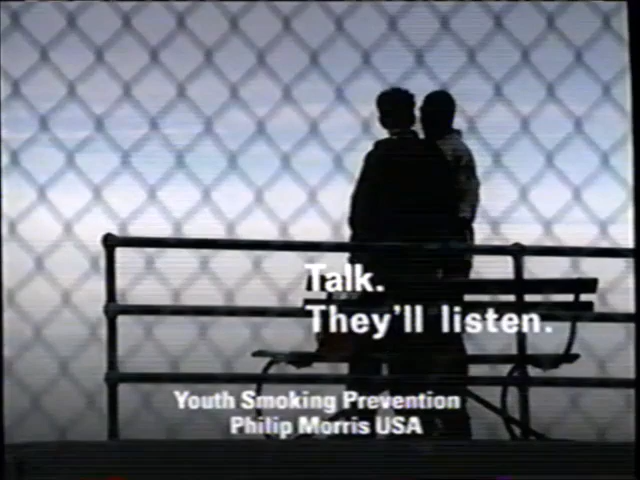 Talk.
They'll listen.
Youth Smoking Prevention
Philip Morris USA